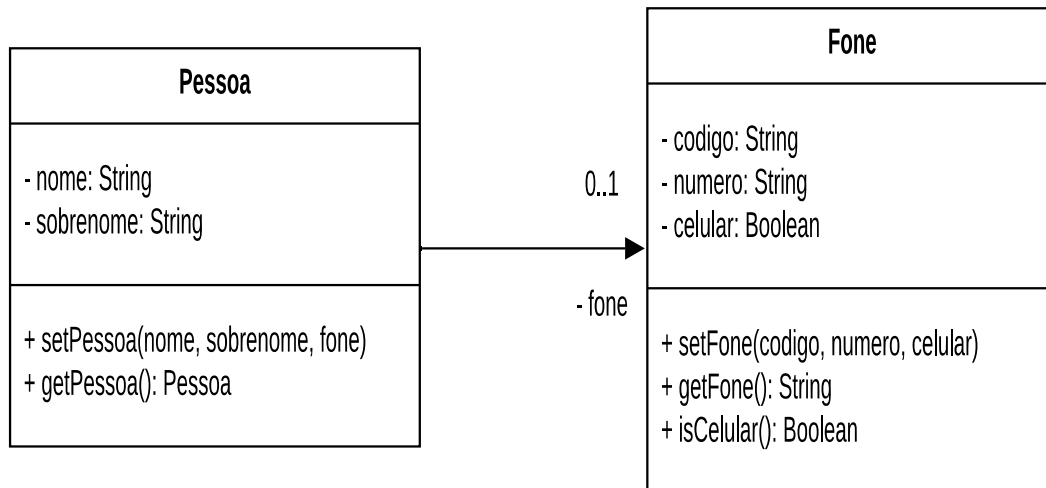 Pessoa
- nome: String
- sobrenome: String
+ setPessoa(nome, sobrenome, fone)
+ getPessoa(): Pessoa
0..1
- fone
Fone
- codigo: String
- numero: String
- celular: Boolean
+ setFone(codigo, numero, celular)
+ getFone(): String
+ isCelular(): Boolean